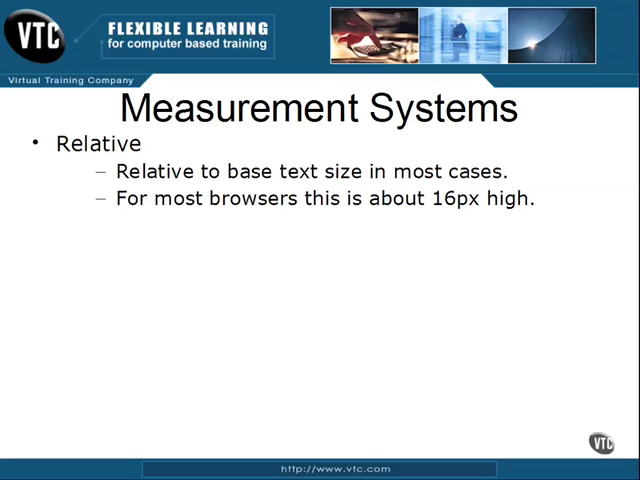 VTC
FLEXIBLE LEARNING
for computer based training
Virtual Training Company
Measurement Systems
• Relative
– Relative to base text size in most cases.
– For most browsers this is about 16px high.
VTC
http://www.vtc.com